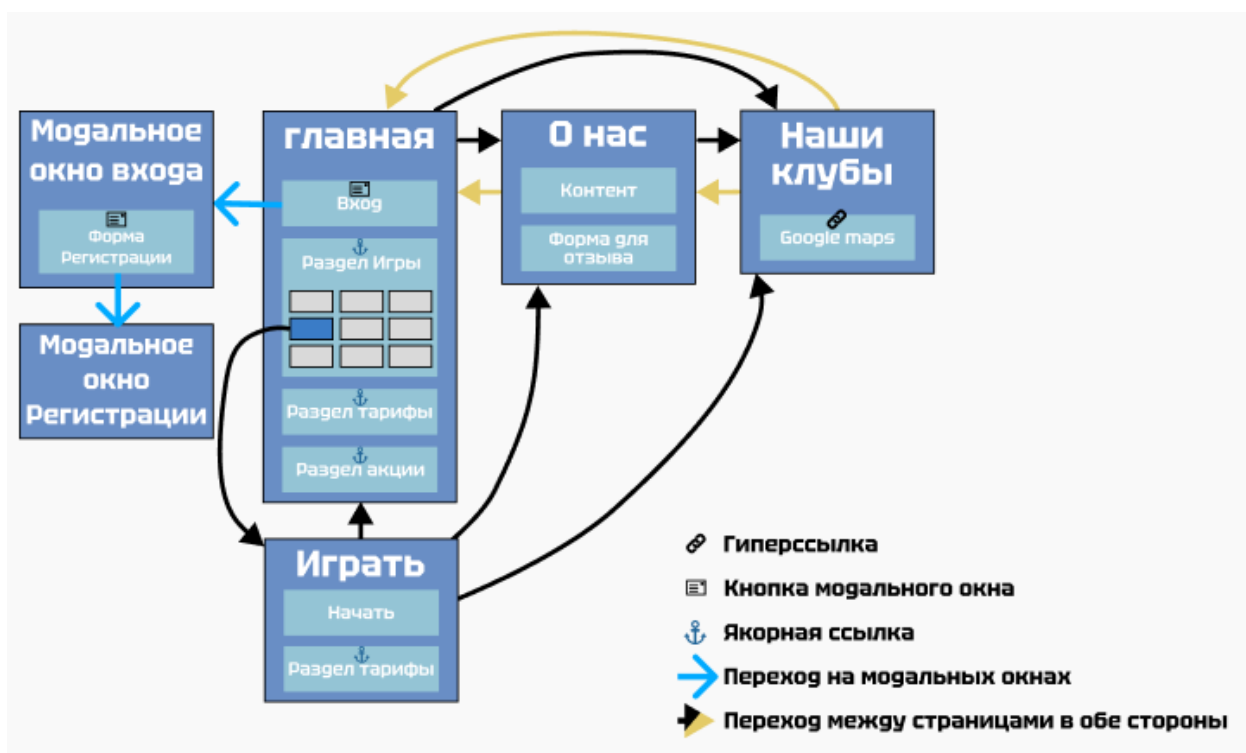 Модальное
окно входа
Форма
Регистрации
Модальное
окно
Регистрации
главная
Вход
Раздел Игры
Раздел тарифы
Раздел акции
Играть
Начать
Раздел тарифы
О нас
Контент
Форма для
отзыва
Наши
клубы
Google maps
Гиперссылка
Кнопка модального окна
Якорная ссылка
Переход на модальных окнах
Переход между страницами в обе стороны